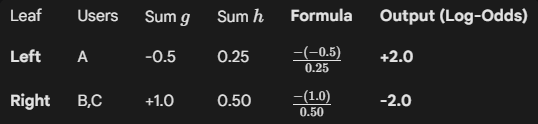 Leaf Users Sum g Sum h Formula Output (Log-Odds)
Left A -0.5 0.25 −(−0.5)/0.25 +2.0
Right B,C +1.0 0.50 −(1.0)/0.50 -2.0